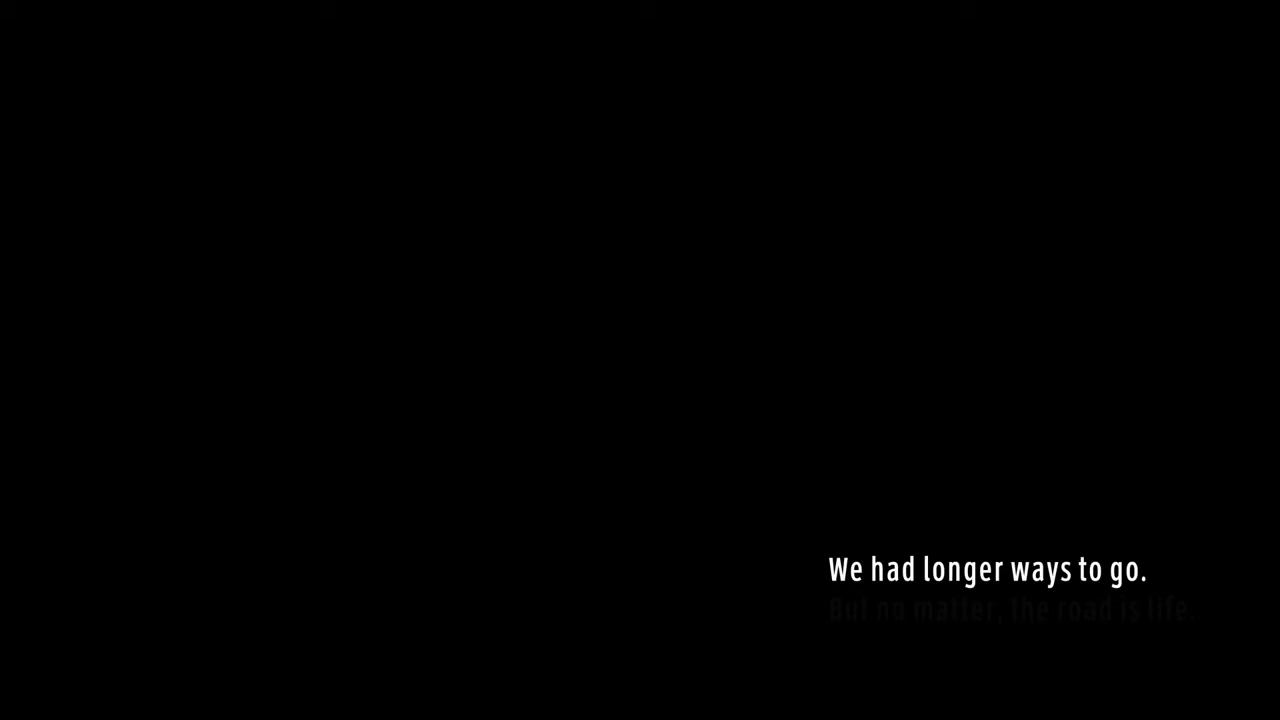 We had longer ways to go.
But no matter, the road is life.